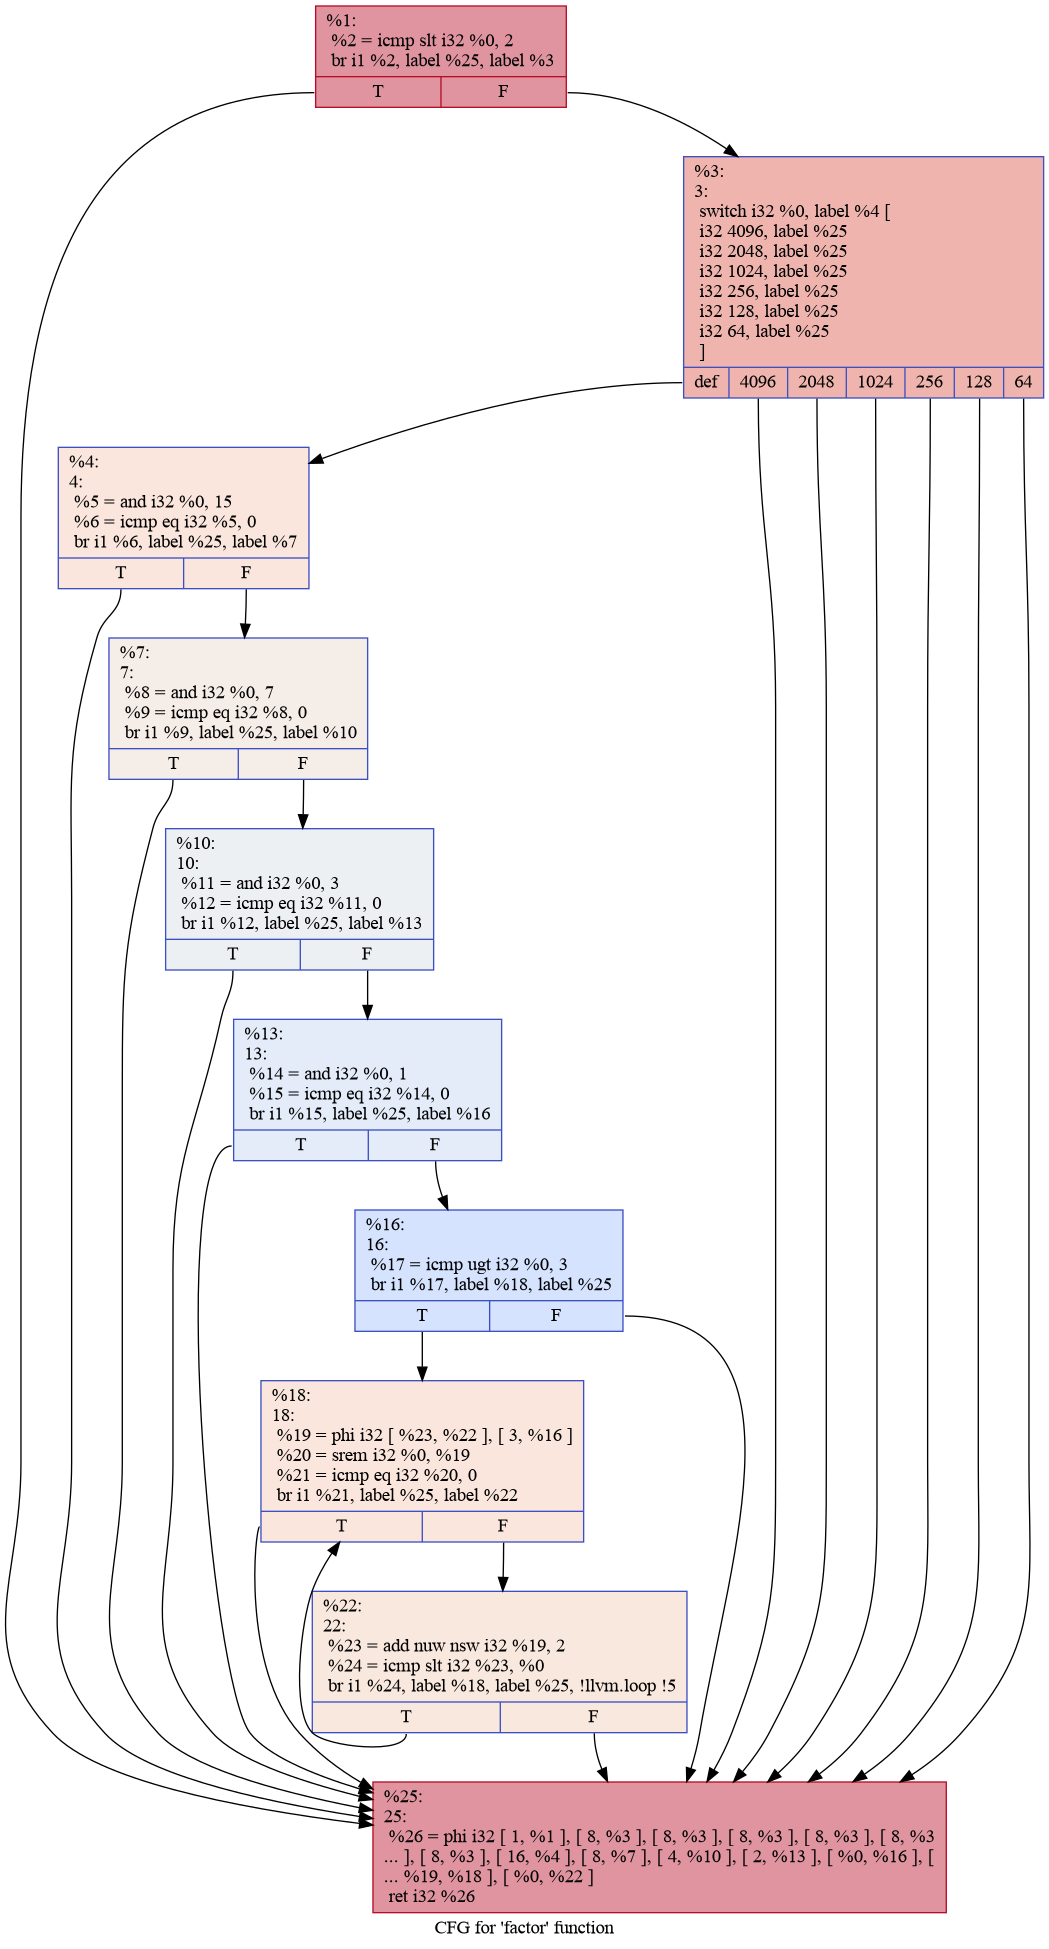 %1:
%2 = icmp slt i32 %0, 2
br i1 %2, label %25, label %3
T F
%3:
3:
switch i32 %0, label %4 [
i32 4096, label %25
i32 2048, label %25
i32 1024, label %25
i32 256, label %25
i32 128, label %25
i32 64, label %25
]
def 4096 2048 1024 256 128 64
%4:
4:
%5 = and i32 %0, 15
%6 = icmp eq i32 %5, 0
br i1 %6, label %25, label %7
T F
%7:
7:
%8 = and i32 %0, 7
%9 = icmp eq i32 %8, 0
br i1 %9, label %25, label %10
T F
%10:
10:
%11 = and i32 %0, 3
%12 = icmp eq i32 %11, 0
br i1 %12, label %25, label %13
T F
%13:
13:
%14 = and i32 %0, 1
%15 = icmp eq i32 %14, 0
br i1 %15, label %25, label %16
T F
%16:
16:
%17 = icmp ugt i32 %0, 3
br i1 %17, label %18, label %25
T F
%18:
18:
%19 = phi i32 [ %23, %22 ], [ 3, %16 ]
%20 = srem i32 %0, %19
%21 = icmp eq i32 %20, 0
br i1 %21, label %25, label %22
T F
%22:
22:
%23 = add nuw nsw i32 %19, 2
%24 = icmp slt i32 %23, %0
br i1 %24, label %18, label %25, !llvm.loop !5
T F
%25:
25:
%26 = phi i32 [ 1, %1 ], [ 8, %3 ], [ 8, %3 ], [ 8, %3 ], [ 8, %3 ], [ 8, %3
... ], [ 8, %3 ], [ 16, %4 ], [ 8, %7 ], [ 4, %10 ], [ 2, %13 ], [ %0, %16 ], [
... %19, %18 ], [ %0, %22 ]
ret i32 %26
CFG for 'factor' function